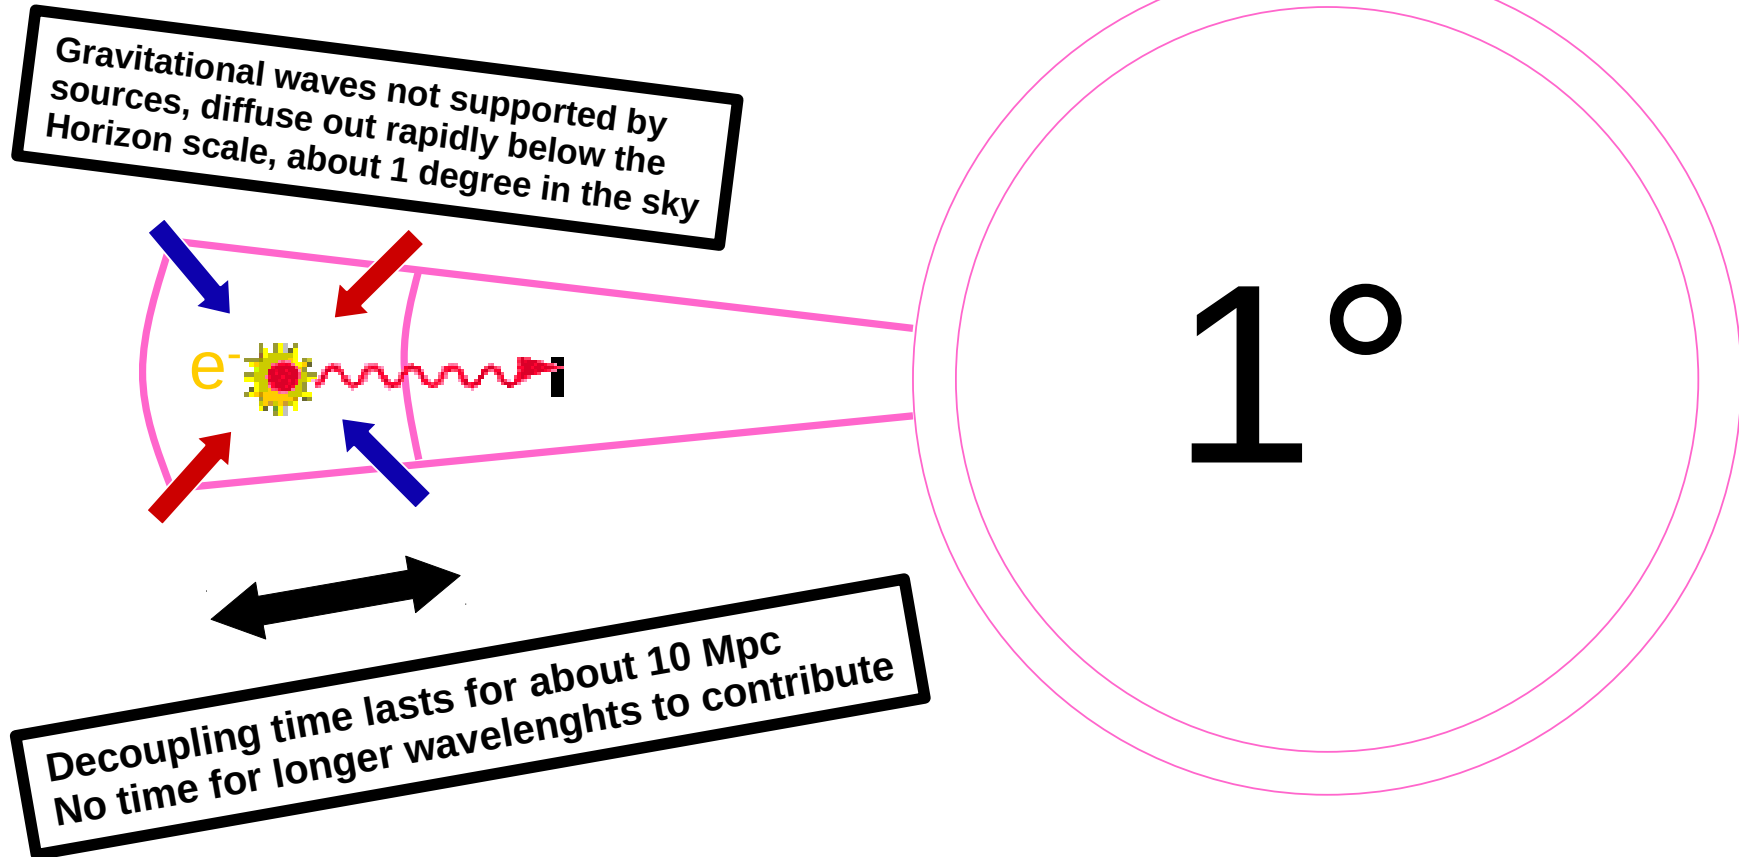 Gravitational waves not supported by
sources, diffuse out rapidly below the
Horizon scale, about 1 degree in the sky
e-
1°
Decoupling time lasts for about 10 Mpc
No time for longer wavelenghts to contribute